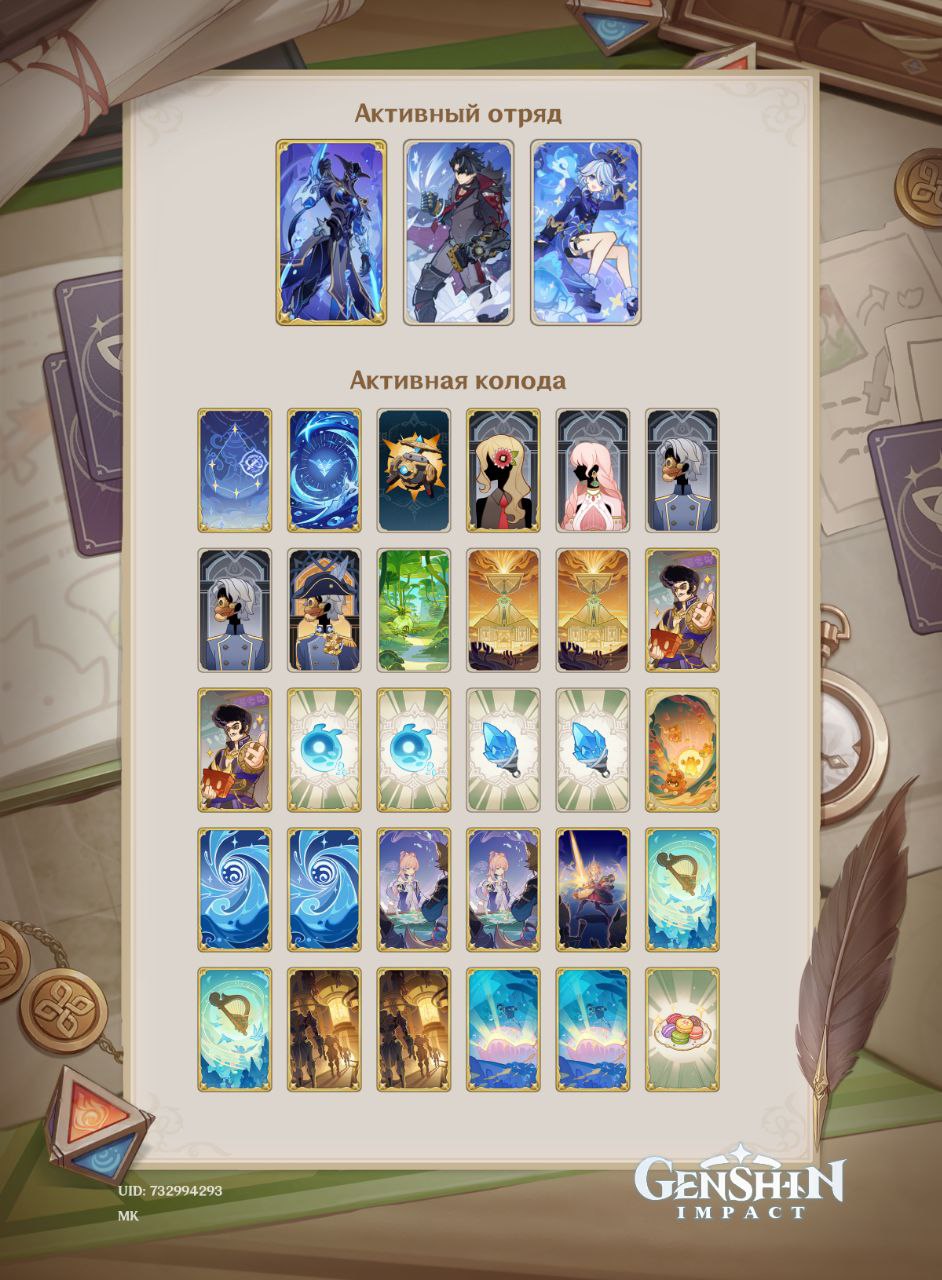 Активный отряд
Активная колода
UID: 732994293
MK
GENSHIN
IMPACT